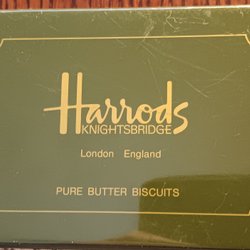 Harrods
KNIGHTSBRIDGE
London England
PURE BUTTER BISCUITS